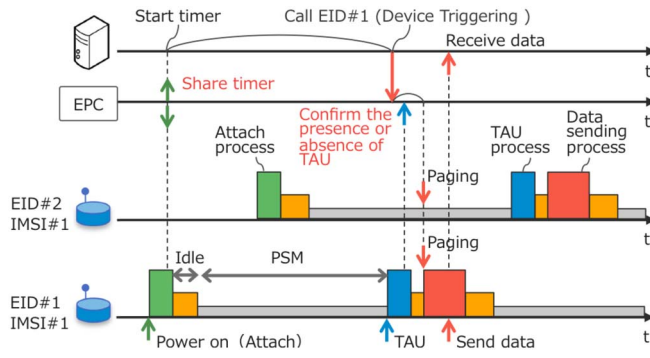 Start timer
Call EID#1 (Device Triggering )
Receive data
t
Share timer
EPC
t
Confirm the
presence or
absence of
TAU
Attach
process
TAU
process
Data
sending
process
Paging
EID#2
IMSI#1
t
Paging
Idle
PSM
EID#1
IMSI#1
t
Power on (Attach)
TAU
Send data